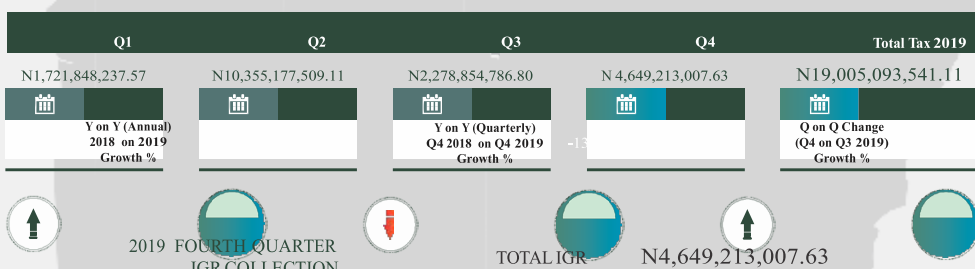 Q1 Q2 Q3 Q4 Total Tax 2019
N1,721,848,237.57 N10,355,177,509.11 N2,278,854,786.80 N 4,649,213,007.63 N19,005,093,541.11
Y on Y (Annual)
2018 on 2019
Growth %
Y on Y (Quarterly)
Q4 2018 on Q4 2019
Growth %
-13
Q on Q Change
(Q4 on Q3 2019)
Growth %
2019 FOURTH QUARTER
IGR COLLECTION
TOTAL IGR N4,649,213,007.63